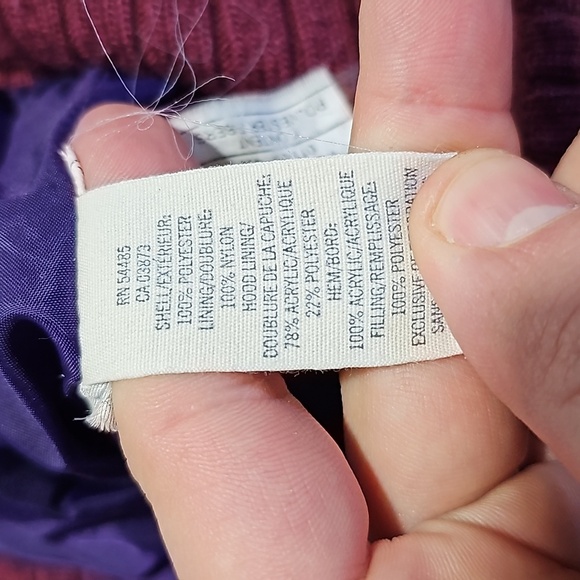 RN 54485
CA 03873
SHELL/EXTÉRIEUR:
100% POLYESTER
LINING/DOUBLURE:
100% NYLON
HOOD LINING/
DOUBLURE DE LA CAPUCHE:
78% ACRYLIC/ACRYLIQUE
22% POLYESTER
HEM/BORD:
100% ACRYLIC/ACRYLIQUE
FILLING/REMPLISSAGE:
100% POLYESTER
EXCLUSIVE